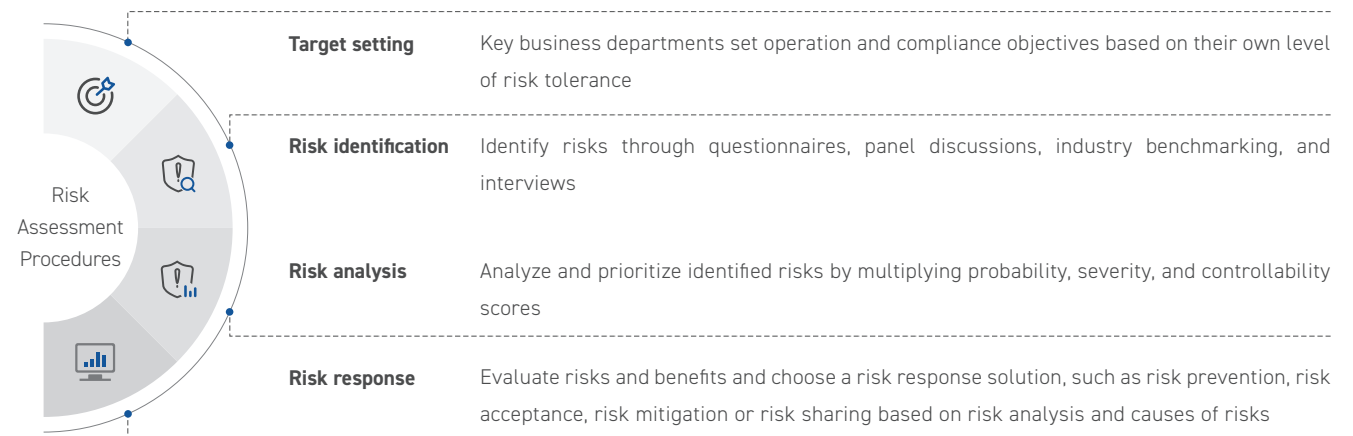 Risk
Assessment
Procedures
Target setting
Key business departments set operation and compliance objectives based on their own level
of risk tolerance
Risk identification
Identify risks through questionnaires, panel discussions, industry benchmarking, and
interviews
Risk analysis
Analyze and prioritize identified risks by multiplying probability, severity, and controllability
scores
Risk response
Evaluate risks and benefits and choose a risk response solution, such as risk prevention, risk
acceptance, risk mitigation or risk sharing based on risk analysis and causes of risks